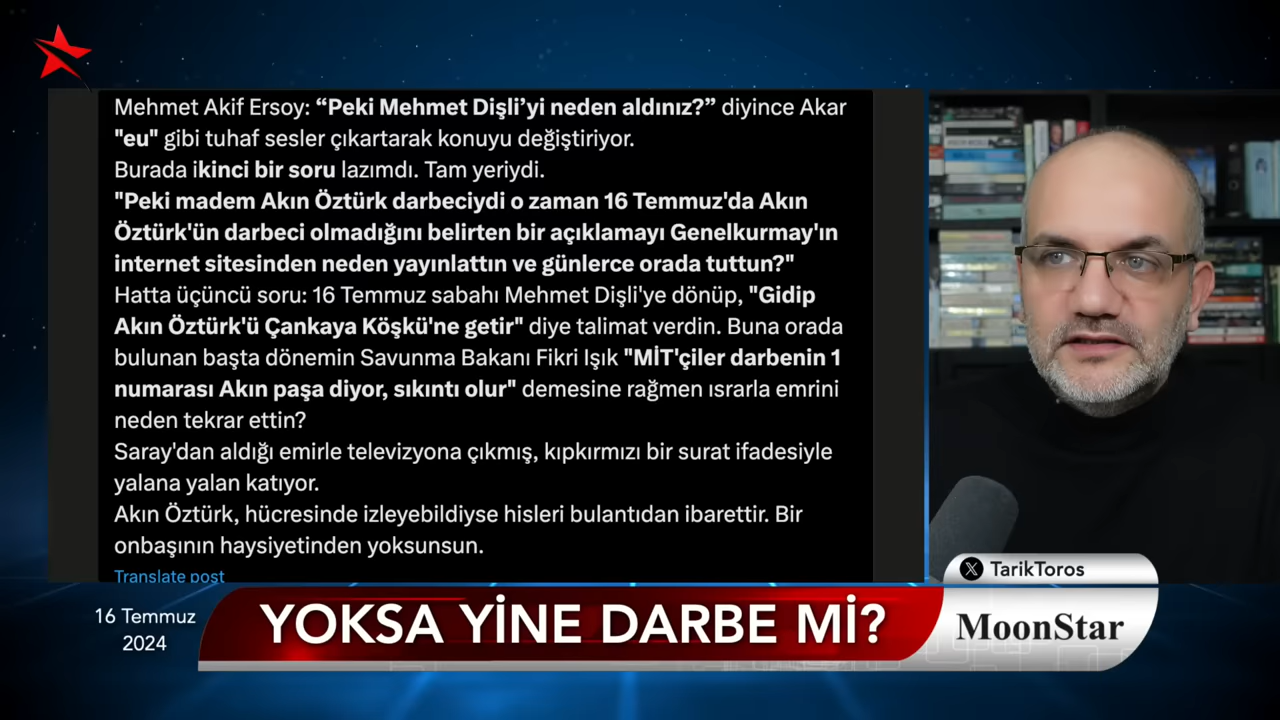 Mehmet Akif Ersoy: “Peki Mehmet Dişli’yi neden aldınız?” diyince Akar
"eu" gibi tuhaf sesler çıkartarak konuyu değiştiriyor.
Burada ikinci bir soru lazımdı. Tam yeriydi.
"Peki madem Akın Öztürk darbeciydi o zaman 16 Temmuz'da Akın
Öztürk'ün darbeci olmadığını belirten bir açıklamayı Genelkurmay'ın
internet sitesinden neden yayınlattın ve günlerce orada tuttun?"
Hatta üçüncü soru: 16 Temmuz sabahı Mehmet Dişli'ye dönüp, "Gidip
Akın Öztürk'ü Çankaya Köşkü'ne getir" diye talimat verdin. Buna orada
bulunan başta dönemin Savunma Bakanı Fikri Işık "MİT'çiler darbenin 1
numarası Akın paşa diyor, sıkıntı olur" demesine rağmen ısrarla emrini
neden tekrar ettin?
Saray'dan aldığı emirle televizyona çıkmış, kıpkırmızı bir surat ifadesiyle
yalana yalan katıyor.
Akın Öztürk, hücresinde izleyebildiyse hisleri bulantıdan ibarettir. Bir
onbaşının haysiyetinden yoksunsun.
Translate post
X TarikToros
16 Temmuz
2024
YOKSA YİNE DARBE Mİ?
MoonStar